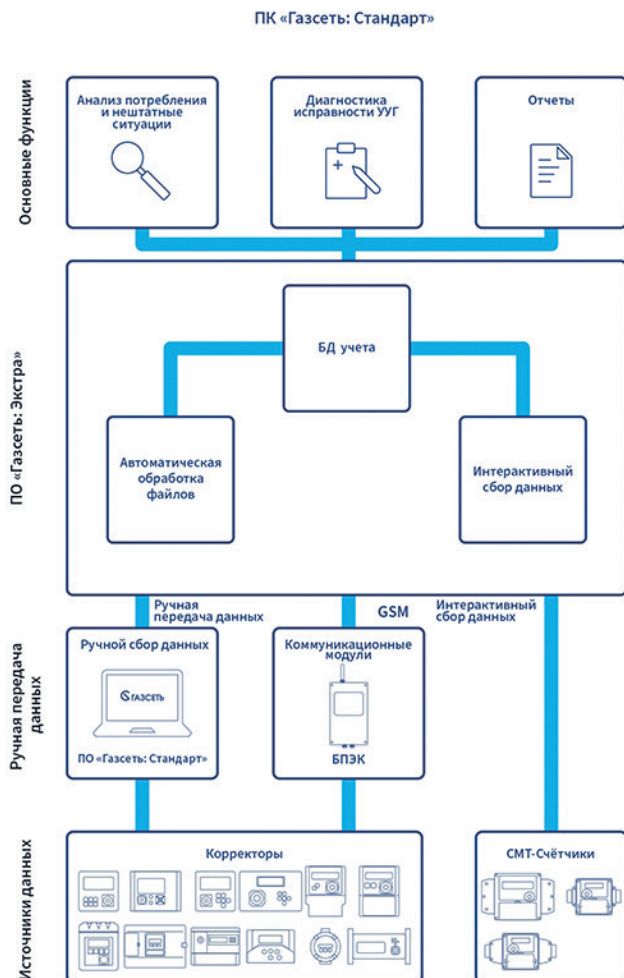 ПК «Газсеть: Стандарт»
Основные функции
Анализ потребления
и нештатные
ситуации
Диагностика
исправности УУГ
Отчеты
ПО «Газсеть: Экстра»
БД учета
Автоматическая
обработка
файлов
Интерактивный
сбор данных
Ручная
передача данных
GSM
Интерактивный
сбор данных
Ручная передача
данных
Ручной сбор данных
ГАЗСЕТЬ
ПО «Газсеть: Стандарт»
Коммуникационные
модули
БПЭК
Источники данных
Корректоры
СМТ-Счётчики